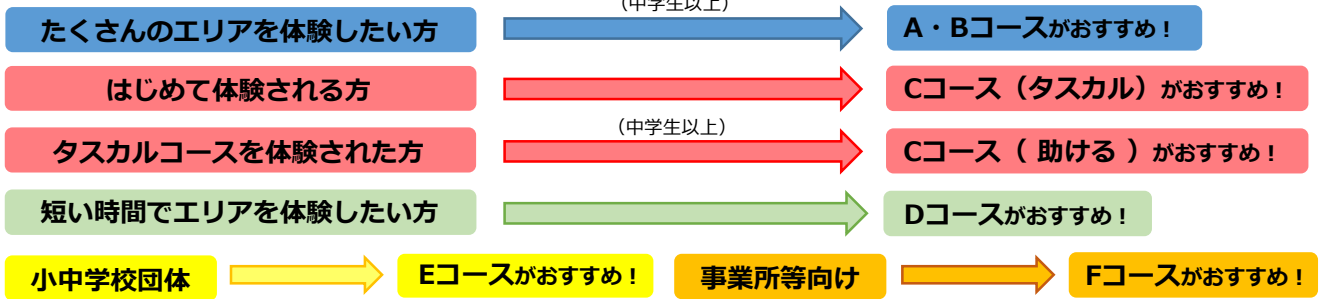 （中学生以上）
たくさんのエリアを体験したい方 A・Bコースがおすすめ！
はじめて体験される方 Cコース（タスカル）がおすすめ！
（中学生以上）
タスカルコースを体験された方 Cコース（ 助ける ）がおすすめ！
短い時間でエリアを体験したい方 Dコースがおすすめ！
小中学校団体 Eコースがおすすめ！ 事業所等向け Fコースがおすすめ！